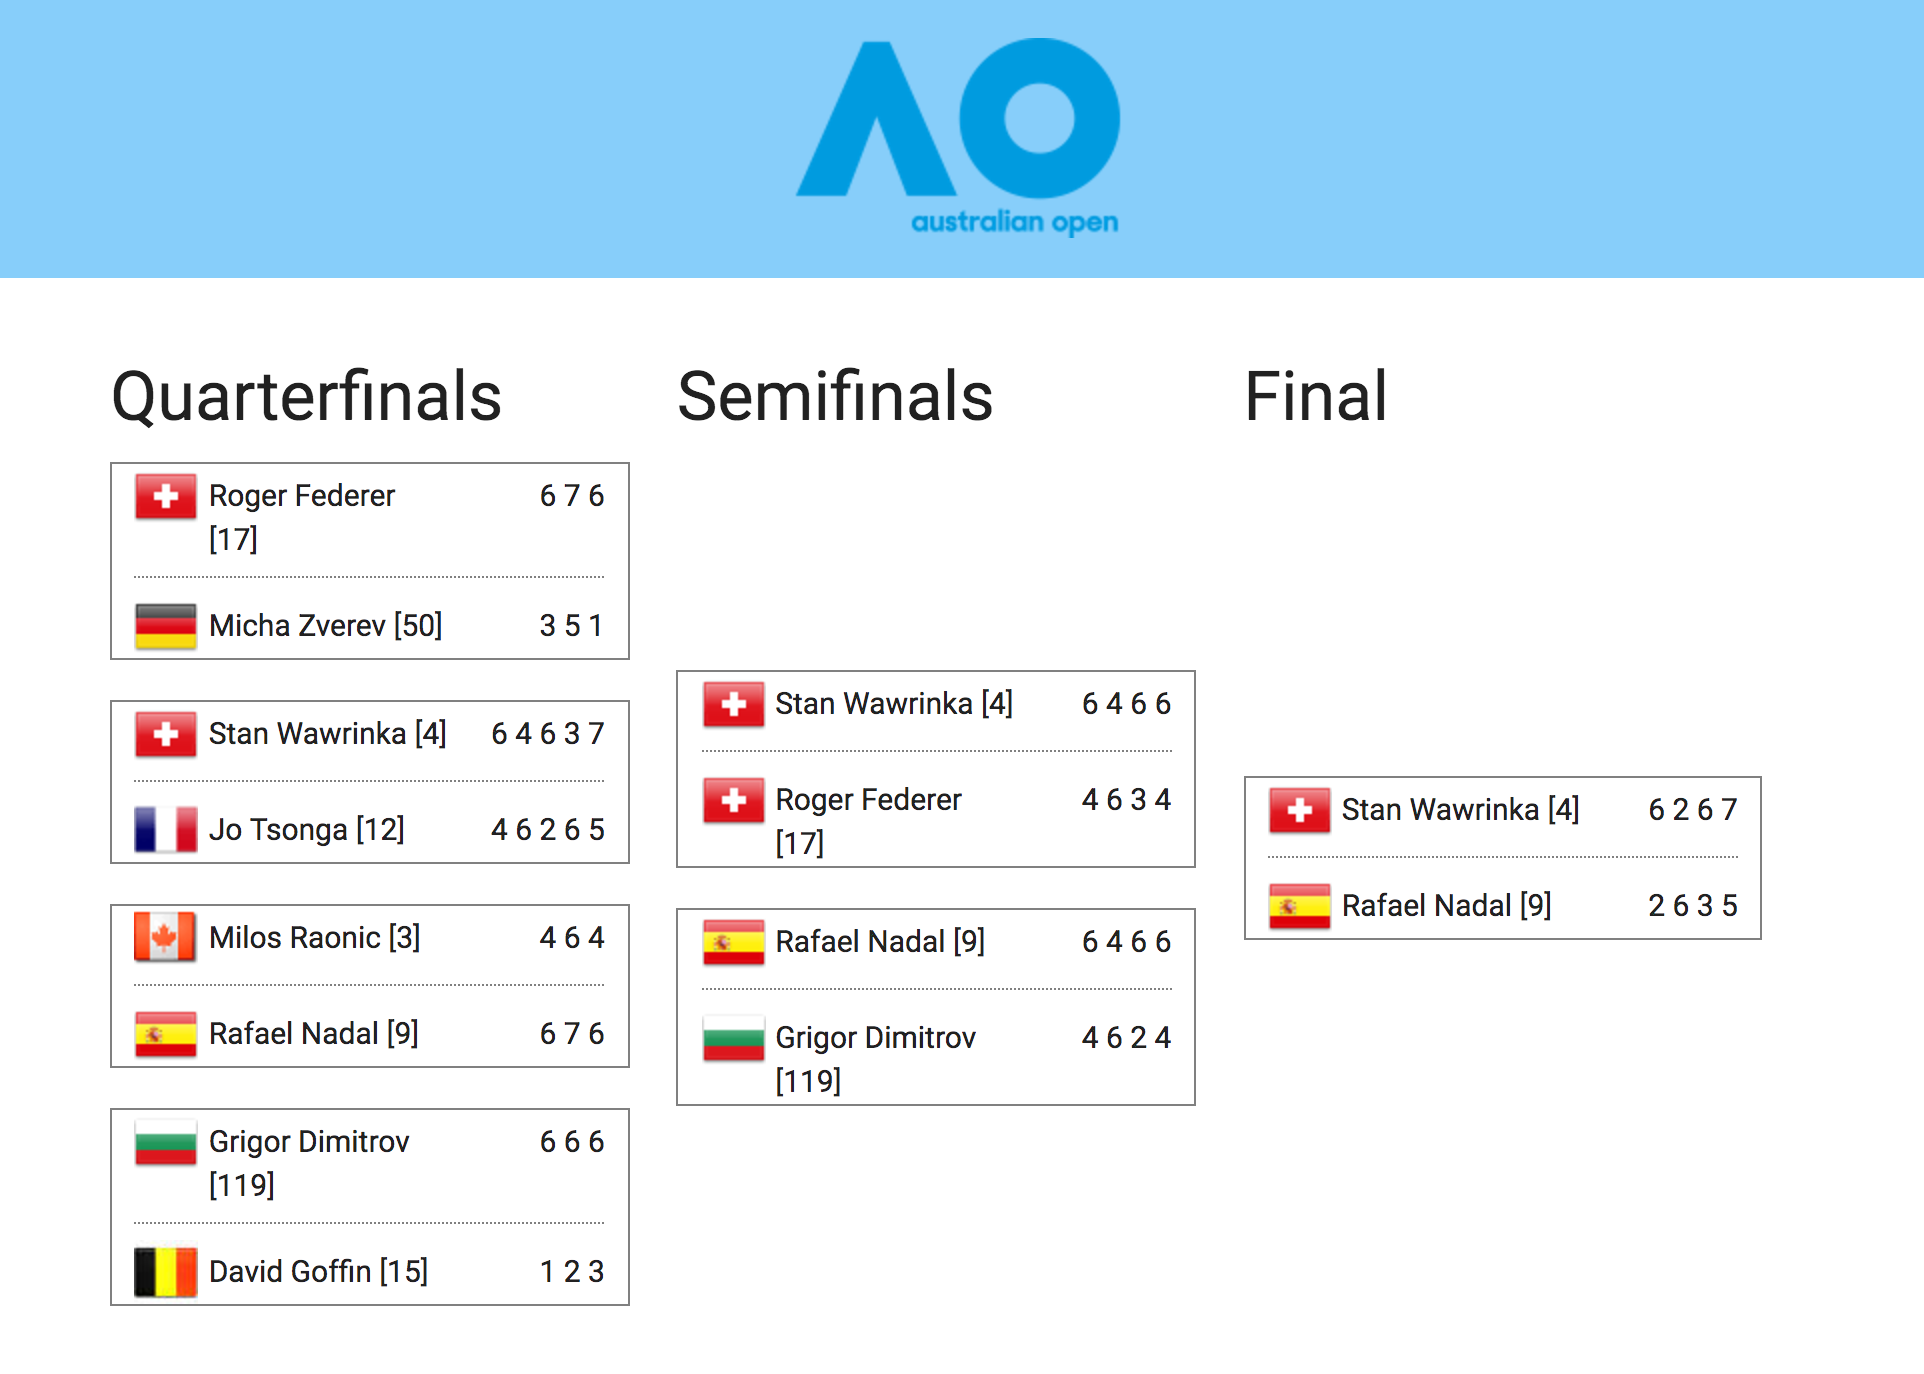 AO
australian open
Quarterfinals
Roger Federer 6 7 6
[17]
Micha Zverev [50] 3 5 1
Stan Wawrinka [4] 6 4 6 3 7
Jo Tsonga [12] 4 6 2 6 5
Milos Raonic [3] 4 6 4
Rafael Nadal [9] 6 7 6
Grigor Dimitrov 6 6 6
[119]
David Goffin [15] 1 2 3
Semifinals
Stan Wawrinka [4] 6 4 6 6
Roger Federer 4 6 3 4
[17]
Rafael Nadal [9] 6 4 6 6
Grigor Dimitrov 4 6 2 4
[119]
Final
Stan Wawrinka [4] 6 2 6 7
Rafael Nadal [9] 2 6 3 5